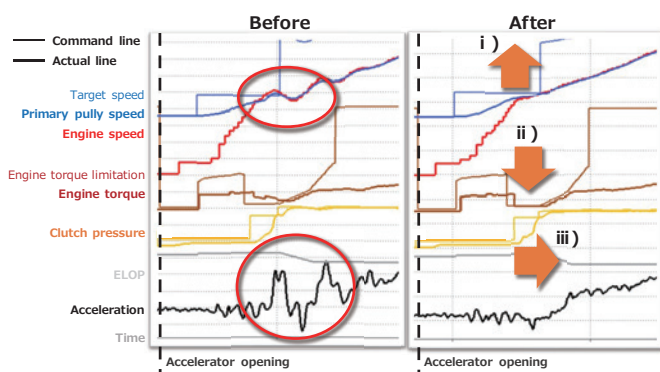 Before
After
Command line
Actual line
Target speed
Primary pully speed
Engine speed
Engine torque limitation
Engine torque
Clutch pressure
ELOP
Acceleration
Time
Accelerator opening
i )
ii )
iii )
Accelerator opening